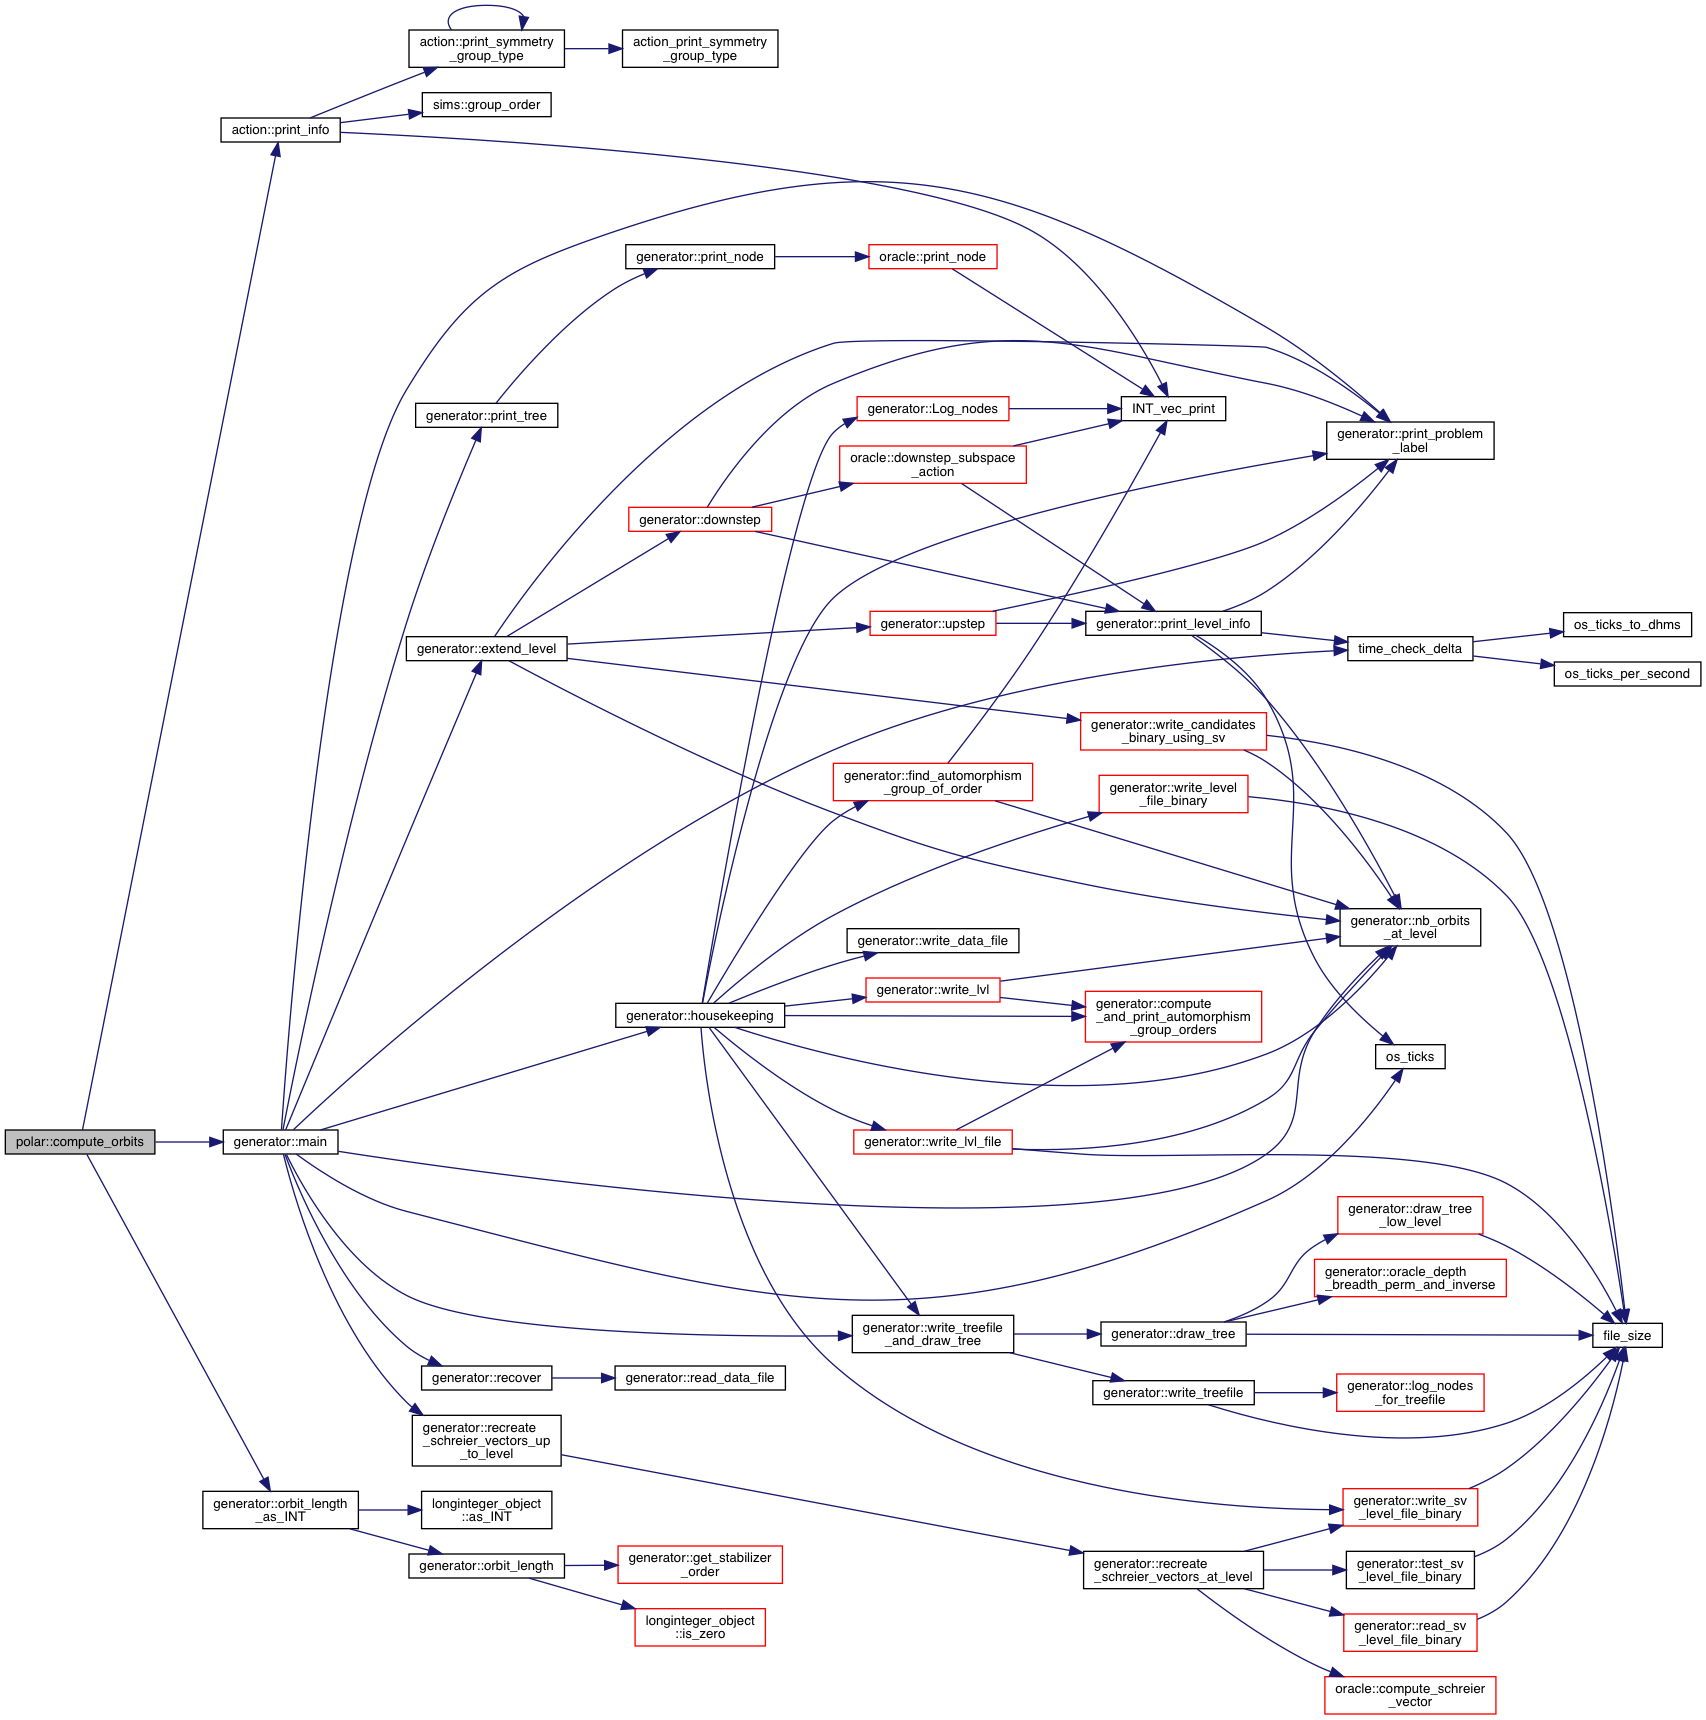 action::print_symmetry
_group_type
action_print_symmetry
_group_type
sims::group_order
action::print_info
generator::print_node
oracle::print_node
generator::print_tree
generator::Log_nodes
INT_vec_print
generator::print_problem
_label
oracle::downstep_subspace
_action
generator::downstep
generator::upstep
generator::print_level_info
os_ticks_to_dhms
generator::extend_level
time_check_delta
os_ticks_per_second
generator::write_candidates
_binary_using_sv
generator::find_automorphism
_group_of_order
generator::write_level
_file_binary
generator::nb_orbits
_at_level
generator::write_data_file
generator::write_lvl
generator::housekeeping
generator::compute
_and_print_automorphism
_group_orders
os_ticks
polar::compute_orbits
generator::main
generator::write_lvl_file
generator::draw_tree
_low_level
generator::oracle_depth
_breadth_perm_and_inverse
generator::write_treefile
_and_draw_tree
generator::draw_tree
file_size
generator::recover
generator::read_data_file
generator::write_treefile
generator::log_nodes
_for_treefile
generator::recreate
_schreier_vectors_up
_to_level
generator::orbit_length
_as_INT
longinteger_object
::as_INT
generator::write_sv
_level_file_binary
generator::orbit_length
generator::get_stabilizer
_order
generator::recreate
_schreier_vectors_at_level
generator::test_sv
_level_file_binary
longinteger_object
::is_zero
generator::read_sv
_level_file_binary
oracle::compute_schreier
_vector